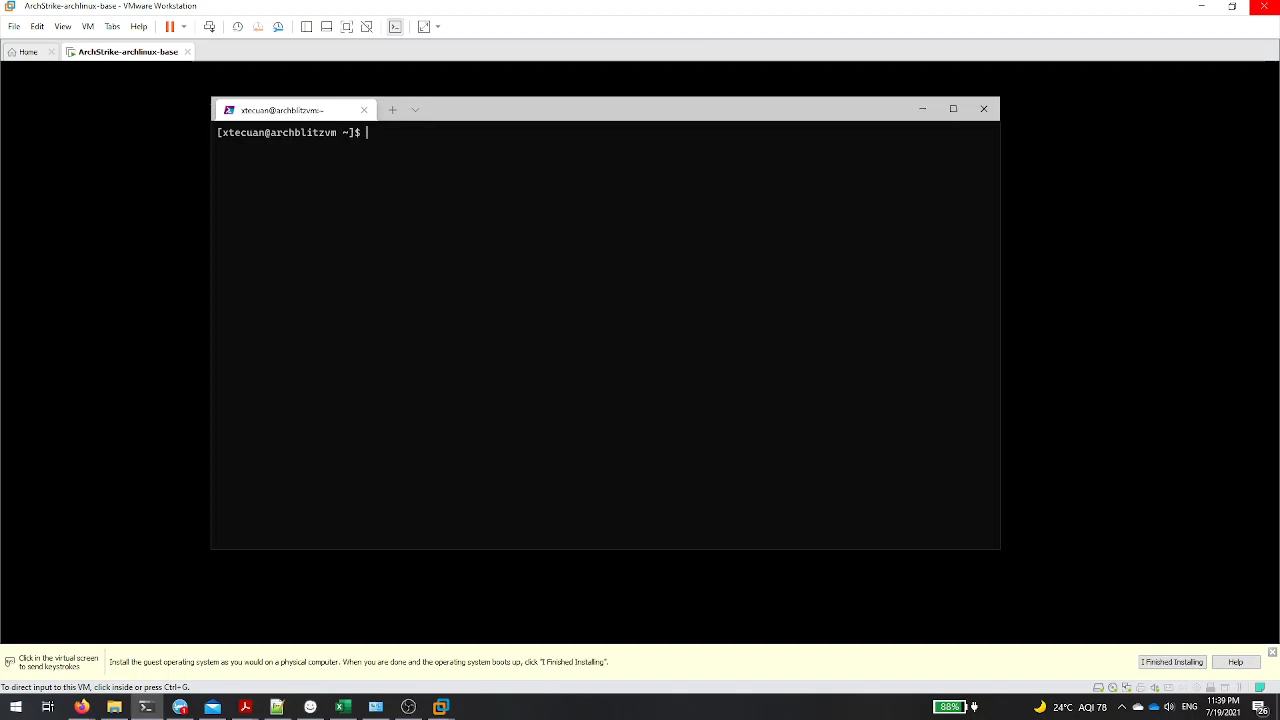 ArchStrike-archlinux-base - VMware Workstation
File Edit View VM Tabs Help
Home ArchStrike-archlinux-base
xtecuan@archblitzvm:~
[xtecuan@archblitzvm ~]$
Click in the virtual screen
to send keystrokes
Install the guest operating system as you would on a physical computer. When you are done and the operating system boots up, click "I Finished Installing".
I Finished Installing Help
To direct input to this VM, click inside or press Ctrl+G.
88% 24°C AQI 78 ENG 11:39 PM
7/19/2021
26